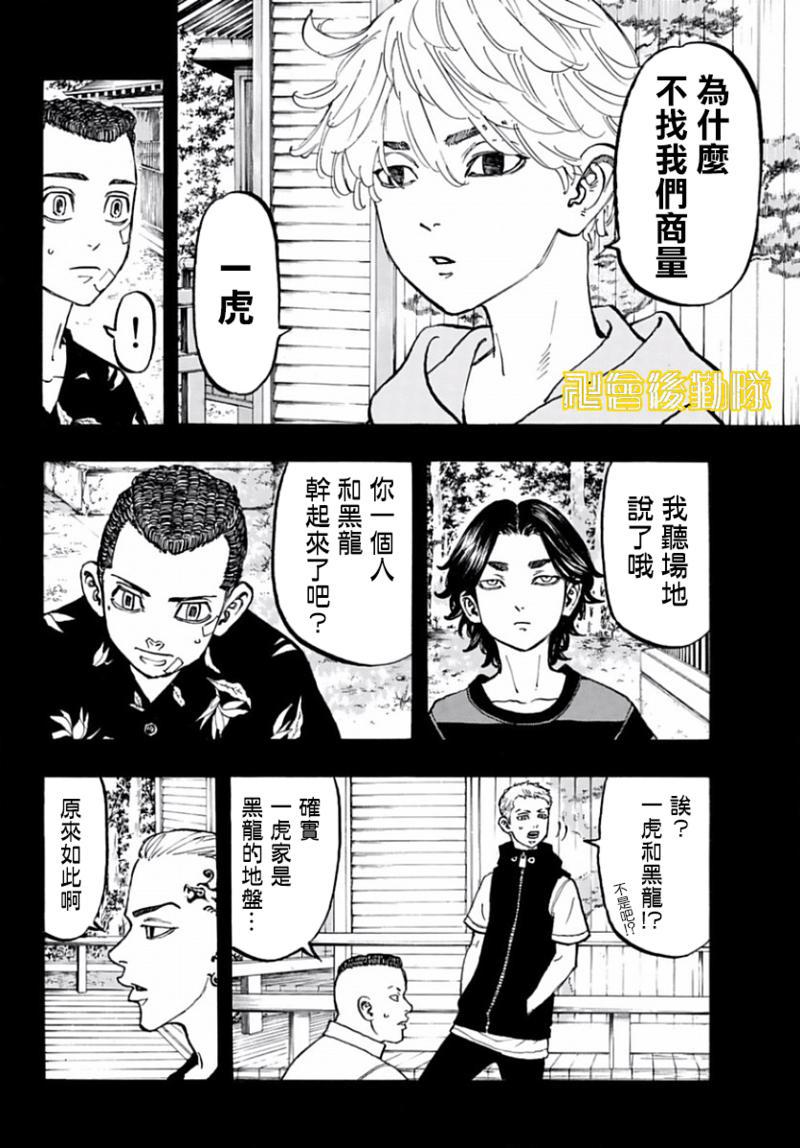 為什麼
不找我們商量
一虎
！
卍會後勤隊
我聽場地
說了哦
你一個人
和黑龍
幹起來了吧？
誒？
一虎和黑龍!?
不是吧!?
確實
一虎家是
黑龍的地盤…
原來如此啊